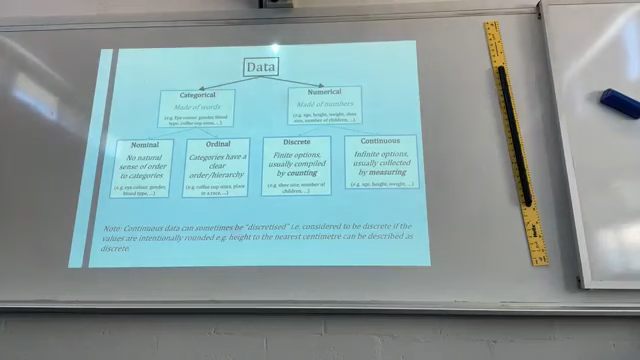 Data
Categorical
Made of words
(e.g. Eye colour, gender, blood
type, coffee cup sizes, ...)
Numerical
Made of numbers
(e.g. age, height, weight, shoe
size, number of children, ...)
Nominal
No natural
sense of order
to categories
(e.g. eye colour, gender,
blood type, ...)
Ordinal
Categories have a
clear
order/hierarchy
(e.g. coffee cup sizes, place
in a race, ...)
Discrete
Finite options,
usually compiled
by counting
(e.g. shoe size, number of
children, ...)
Continuous
Infinite options,
usually collected
by measuring
(e.g. age, height, weight, ...)
Note: Continuous data can sometimes be "discretised" i.e. considered to be discrete if the
values are intentionally rounded e.g. height to the nearest centimetre can be described as
discrete.